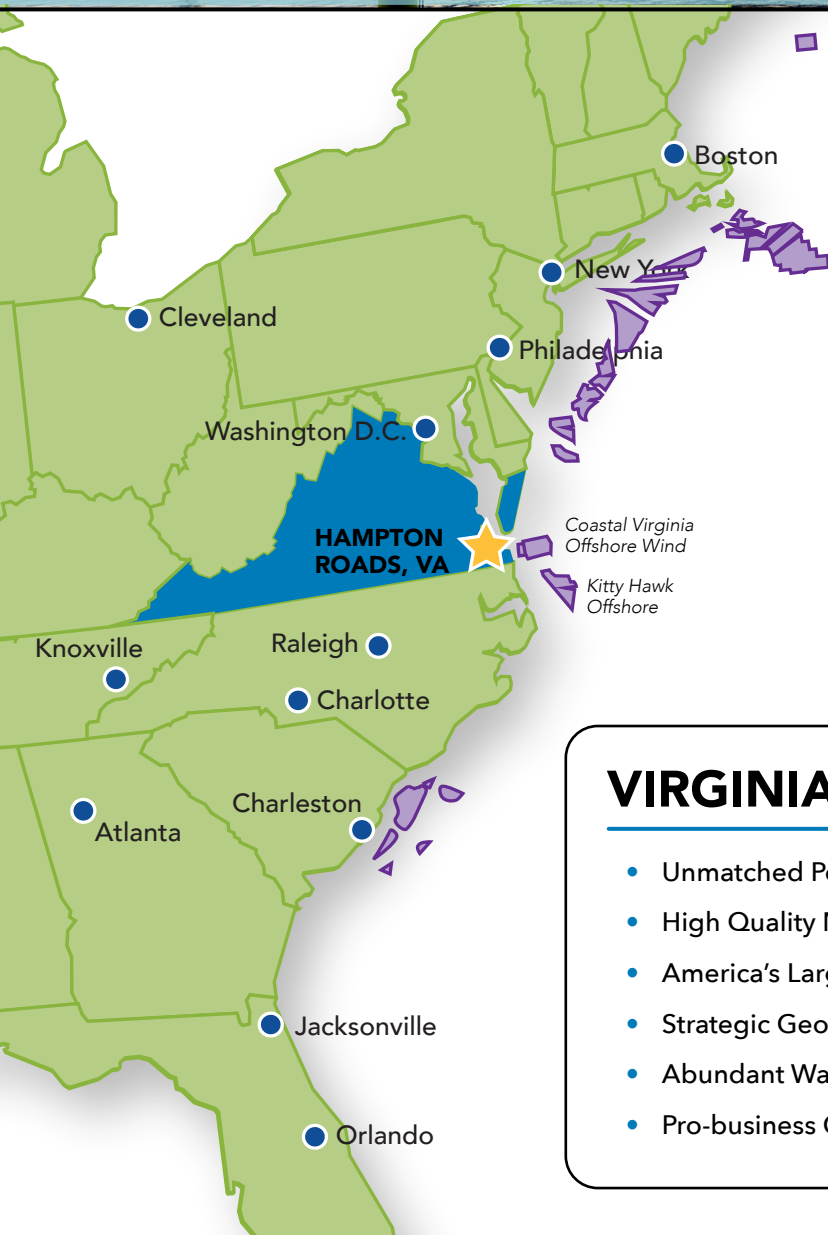 Boston
New York
Cleveland
Philadelphia
Washington D.C.
HAMPTON
ROADS, VA
Coastal Virginia
Offshore Wind
Kitty Hawk
Offshore
Knoxville
Raleigh
Charlotte
Charleston
Atlanta
Jacksonville
Orlando
VIRGINIA
• Unmatched
• High Quality
• America's
• Strategic
• Abundant
• Pro-business